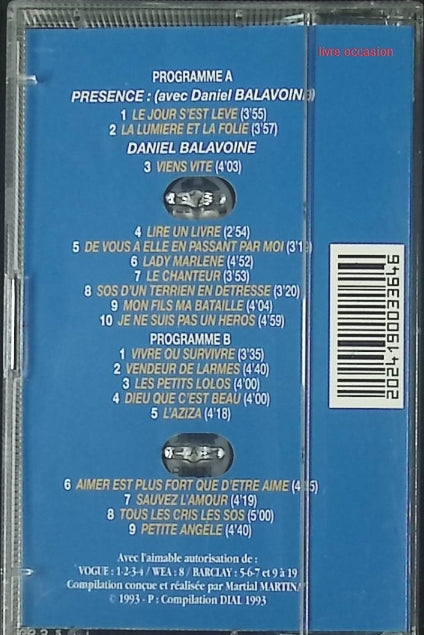 livre occasion
PROGRAMME A
PRESENCE : (avec Daniel BALAVOINE)
1 LE JOUR S'EST LEVE (3'55)
2 LA LUMIERE ET LA FOLIE (3'57)
DANIEL BALAVOINE
3 VIENS VITE (4'03)
4 LIRE UN LIVRE (2'54)
5 DE VOUS A ELLE EN PASSANT PAR MOI
6 LADY MARLENE (4'52)
7 LE CHANTEUR (3'53)
8 SOS D'UN TERRIEN EN DETRESSE (3'20)
9 MON FILS MA BATAILLE (4'04)
10 JE NE SUIS PAS UN HEROS (4'59)
PROGRAMME B
1 VIVRE OU SURVIVRE (3'35)
2 VENDEUR DE LARMES (4'40)
3 LES PETITS LOLOS (4'00)
4 DIEU QUE C'EST BEAU (4'00)
5 L'AZIZA (4'18)
6 AIMER EST PLUS FORT QUE D'ETRE AIME
7 SAUVEZ L'AMOUR (4'19)
8 TOUS LES CRIS LES SOS (5'00)
9 PETITE ANGÈLE (4'40)
Avec l'aimable autorisation de :
VOGUE : 1-2-3-4 / WEA : 8 / BARCLAY : 5-6-7 et 9 à 19
Compilation conçue et réalisée par Martial MARTINA
© 1993 - P : Compilation DIAL 1993